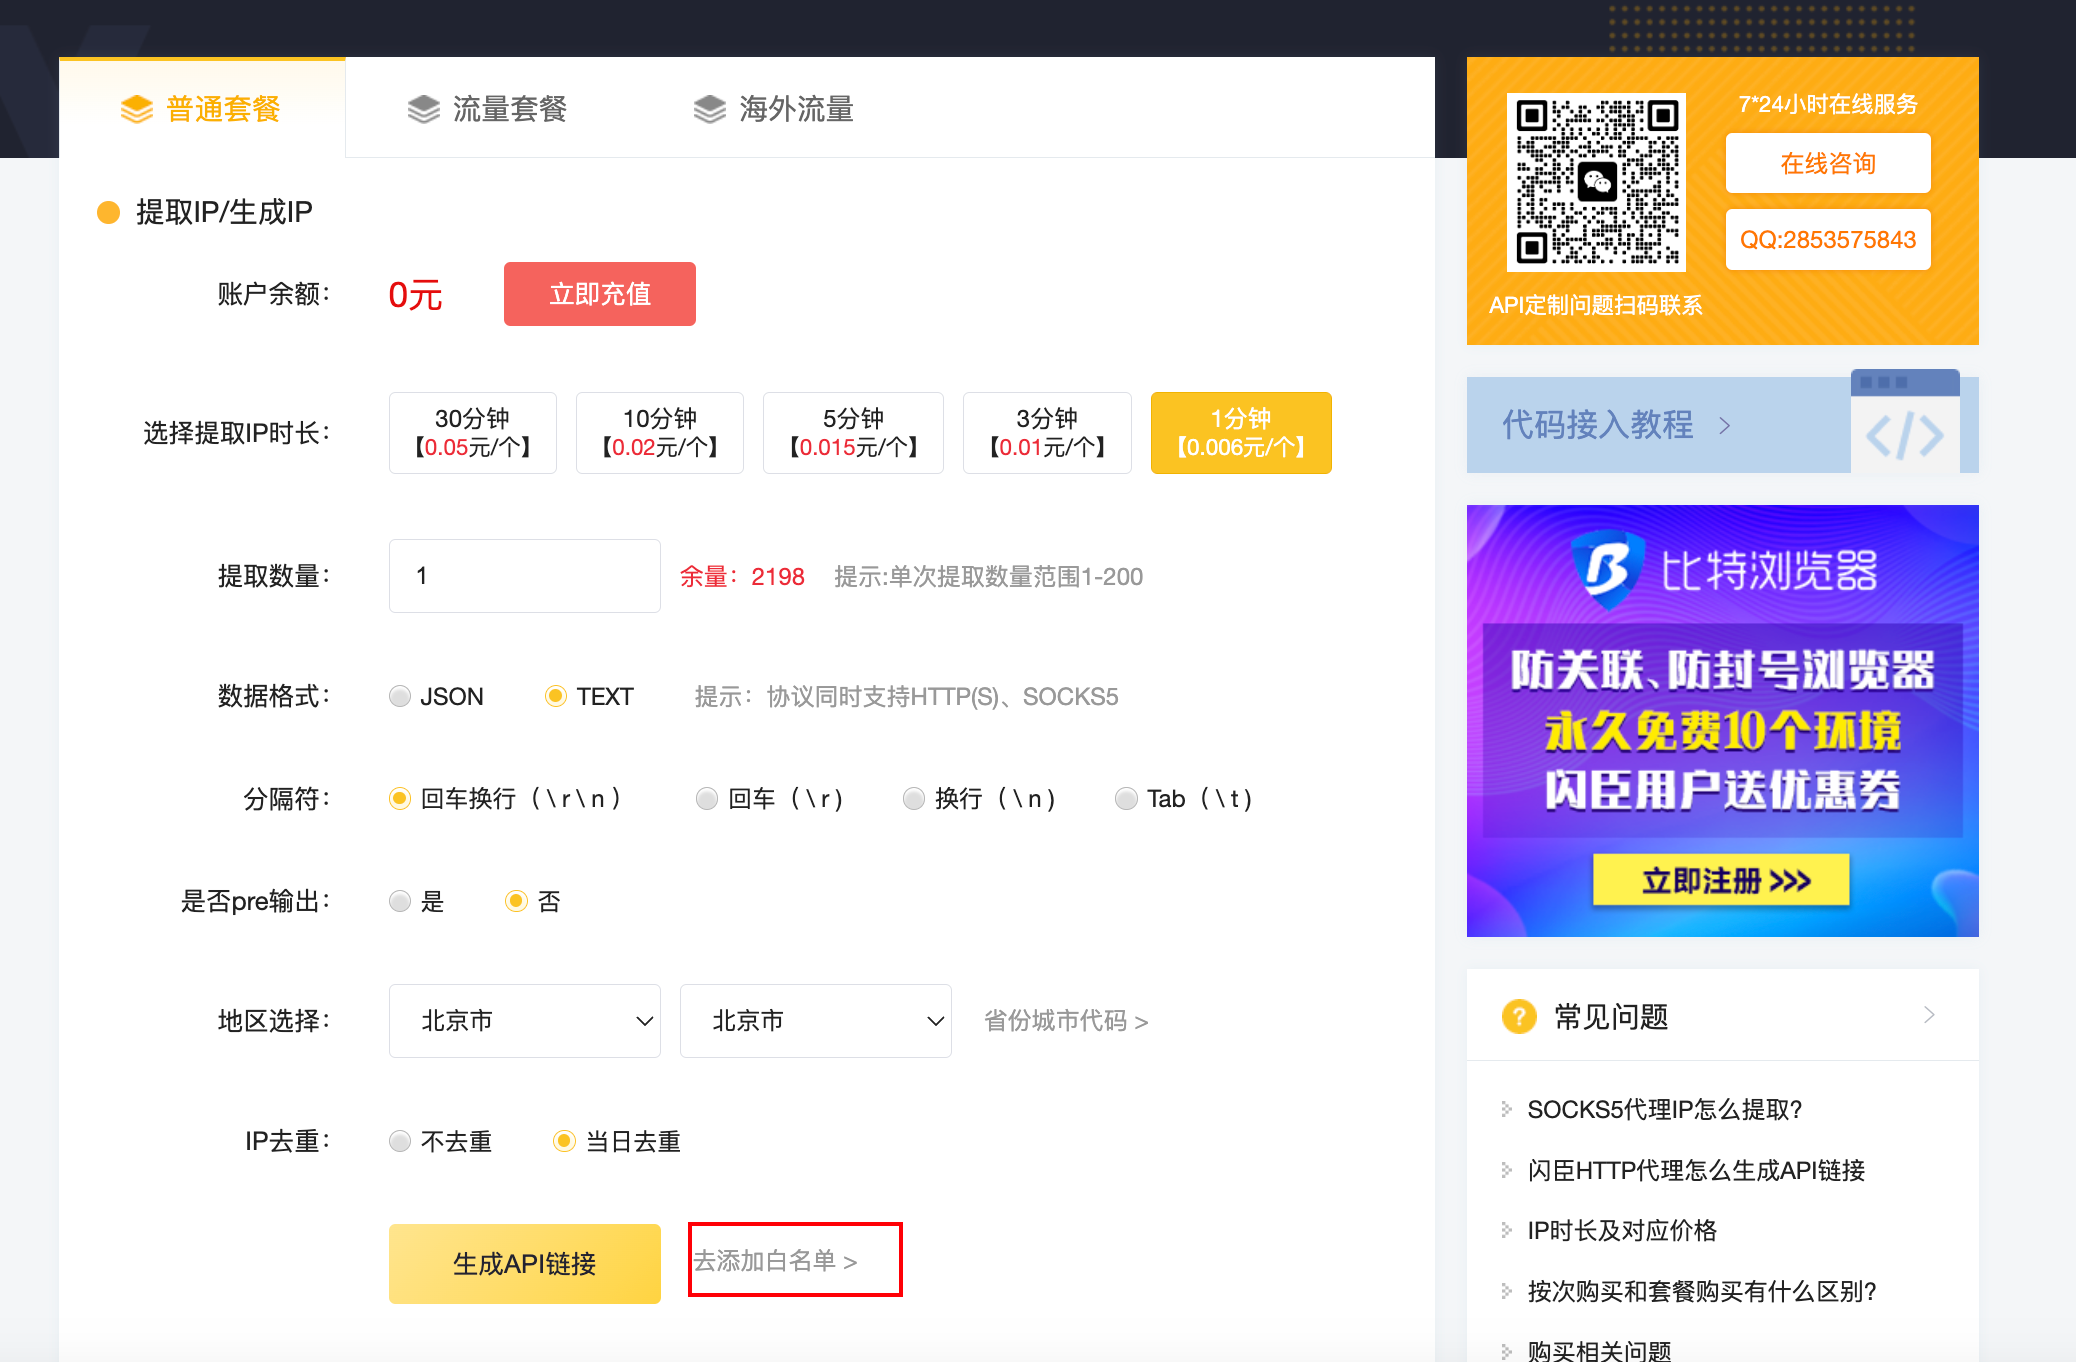 普通套餐
流量套餐
海外流量
提取IP/生成IP
账户余额：
0元
立即充值
选择提取IP时长：
30分钟
【0.05元/个】
10分钟
【0.02元/个】
5分钟
【0.015元/个】
3分钟
【0.01元/个】
1分钟
【0.006元/个】
提取数量：
1
余量：2198
提示:单次提取数量范围1-200
数据格式：
JSON
TEXT
提示：协议同时支持HTTP(S)、SOCKS5
分隔符：
回车换行（\r\n）
回车（\r)
换行（\n)
Tab（\t)
是否pre输出：
是
否
地区选择：
北京市
北京市
省份城市代码 >
IP去重：
不去重
当日去重
生成API链接
去添加白名单 >
7*24小时在线服务
在线咨询
QQ:2853575843
API定制问题扫码联系
代码接入教程
比特浏览器
防关联、防封号浏览器
永久免费10个环境
闪臣用户送优惠券
立即注册 >>>
常见问题
SOCKS5代理IP怎么提取?
闪臣HTTP代理怎么生成API链接
IP时长及对应价格
按次购买和套餐购买有什么区别?
购买相关问题